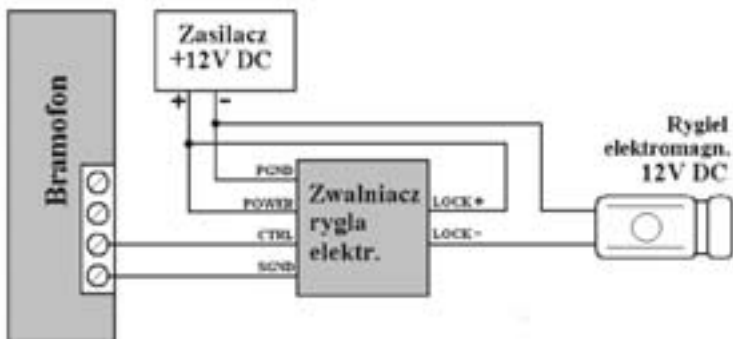 Bramofon
Zasilacz
+12V DC
+ -
PGND
POWER
CTRL
SGND
Zwalniacz
rygla
elektr.
LOCK +
LOCK -
Rygiel
elektromagn.
12V DC